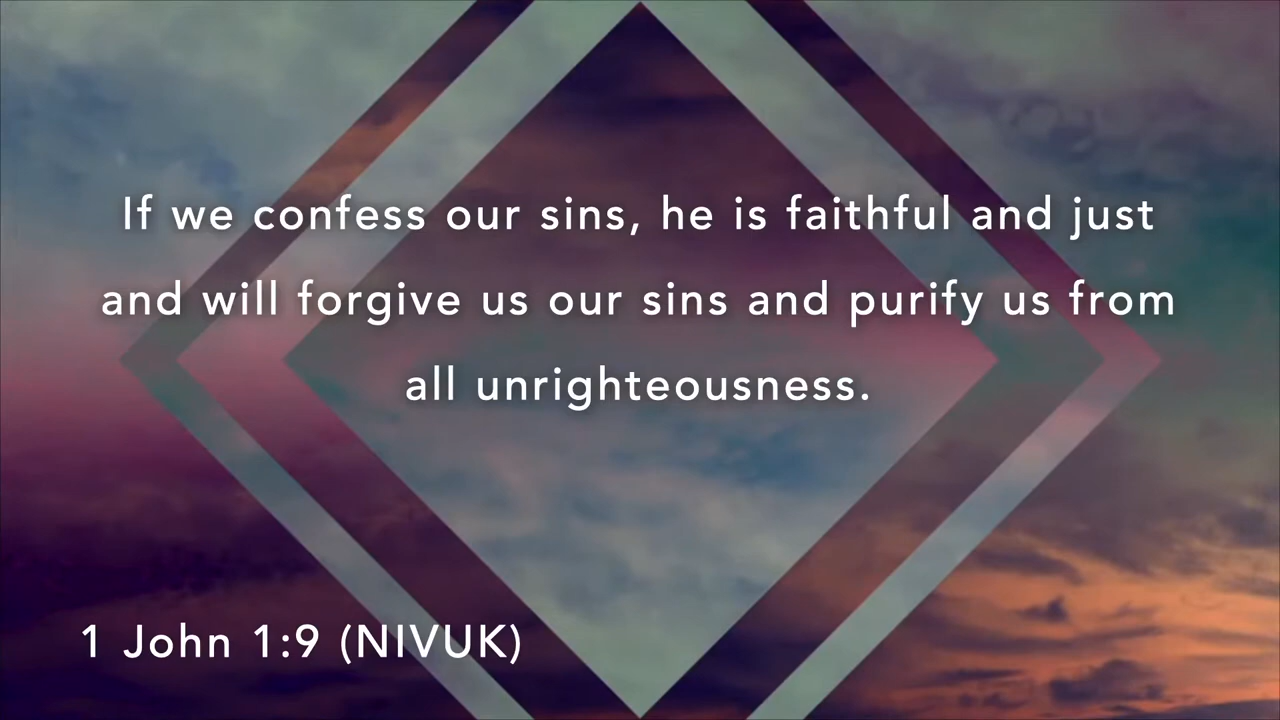 If we confess our sins, he is faithful and just
and will forgive us our sins and purify us from
all unrighteousness.
1 John 1:9 (NIVUK)